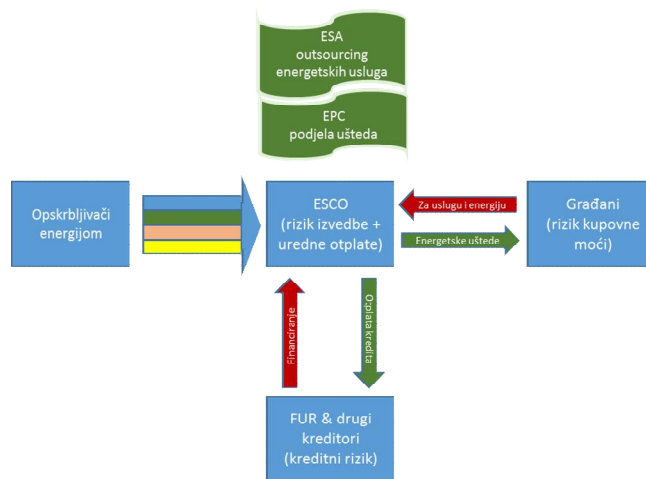 ESA
outsourcing
energetskih usluga
EPC
podjela ušteda
Opskrbljivači
energijom
ESCO
(rizik izvedbe +
uredne otplate)
Za uslugu i energiju
Energetske uštede
Građani
(rizik kupovne
moći)
Financiranje
Otplata kredita
FUR & drugi
kreditori
(kreditni rizik)